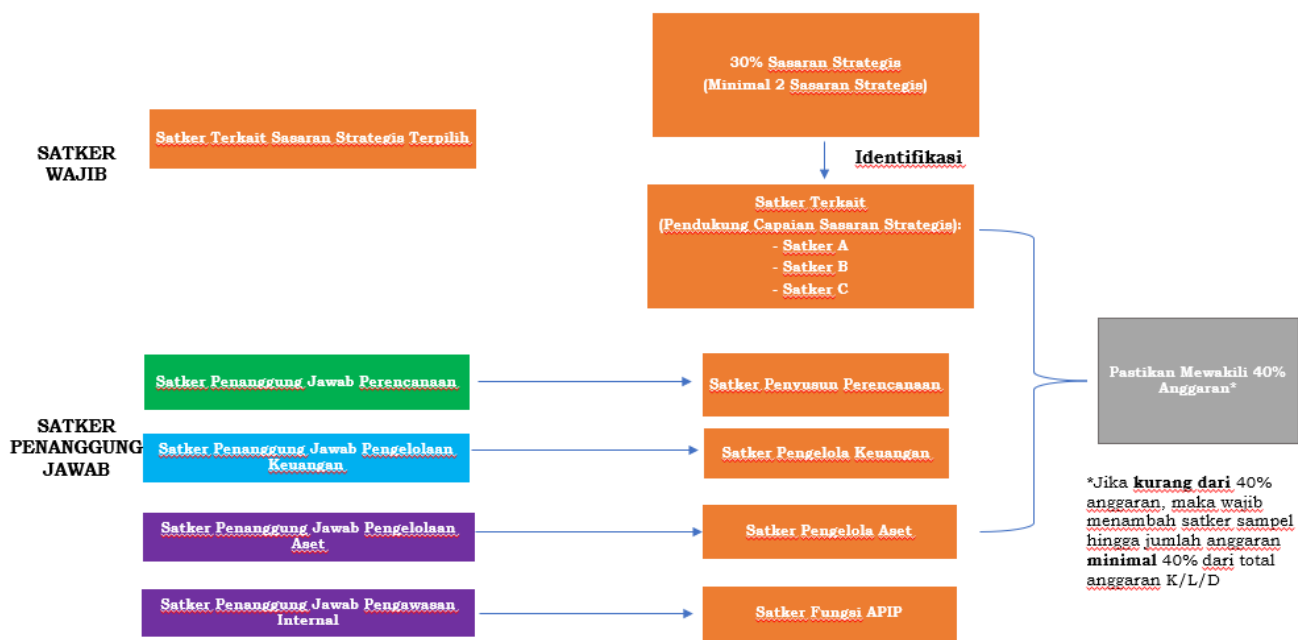 30% Sasaran Strategis
(Minimal 2 Sasaran Strategis)
SATKER
WAJIB
Satker Terkait Sasaran Strategis Terpilih
Identifikasi
Satker Terkait
(Pendukung Capaian Sasaran Strategis):
- Satker A
- Satker B
- Satker C
SATKER
PENANGGUNG
JAWAB
Satker Penanggung Jawab Perencanaan
Satker Penyusun Perencanaan
Satker Penanggung Jawab Pengelolaan
Keuangan
Satker Pengelola Keuangan
Satker Penanggung Jawab Pengelolaan
Aset
Satker Pengelola Aset
Satker Penanggung Jawab Pengawasan
Internal
Satker Fungsi APIP
Pastikan Mewakili 40%
Anggaran*
*Jika kurang dari 40%
anggaran, maka wajib
menambah satker sampel
hingga jumlah anggaran
minimal 40% dari total
anggaran K/L/D